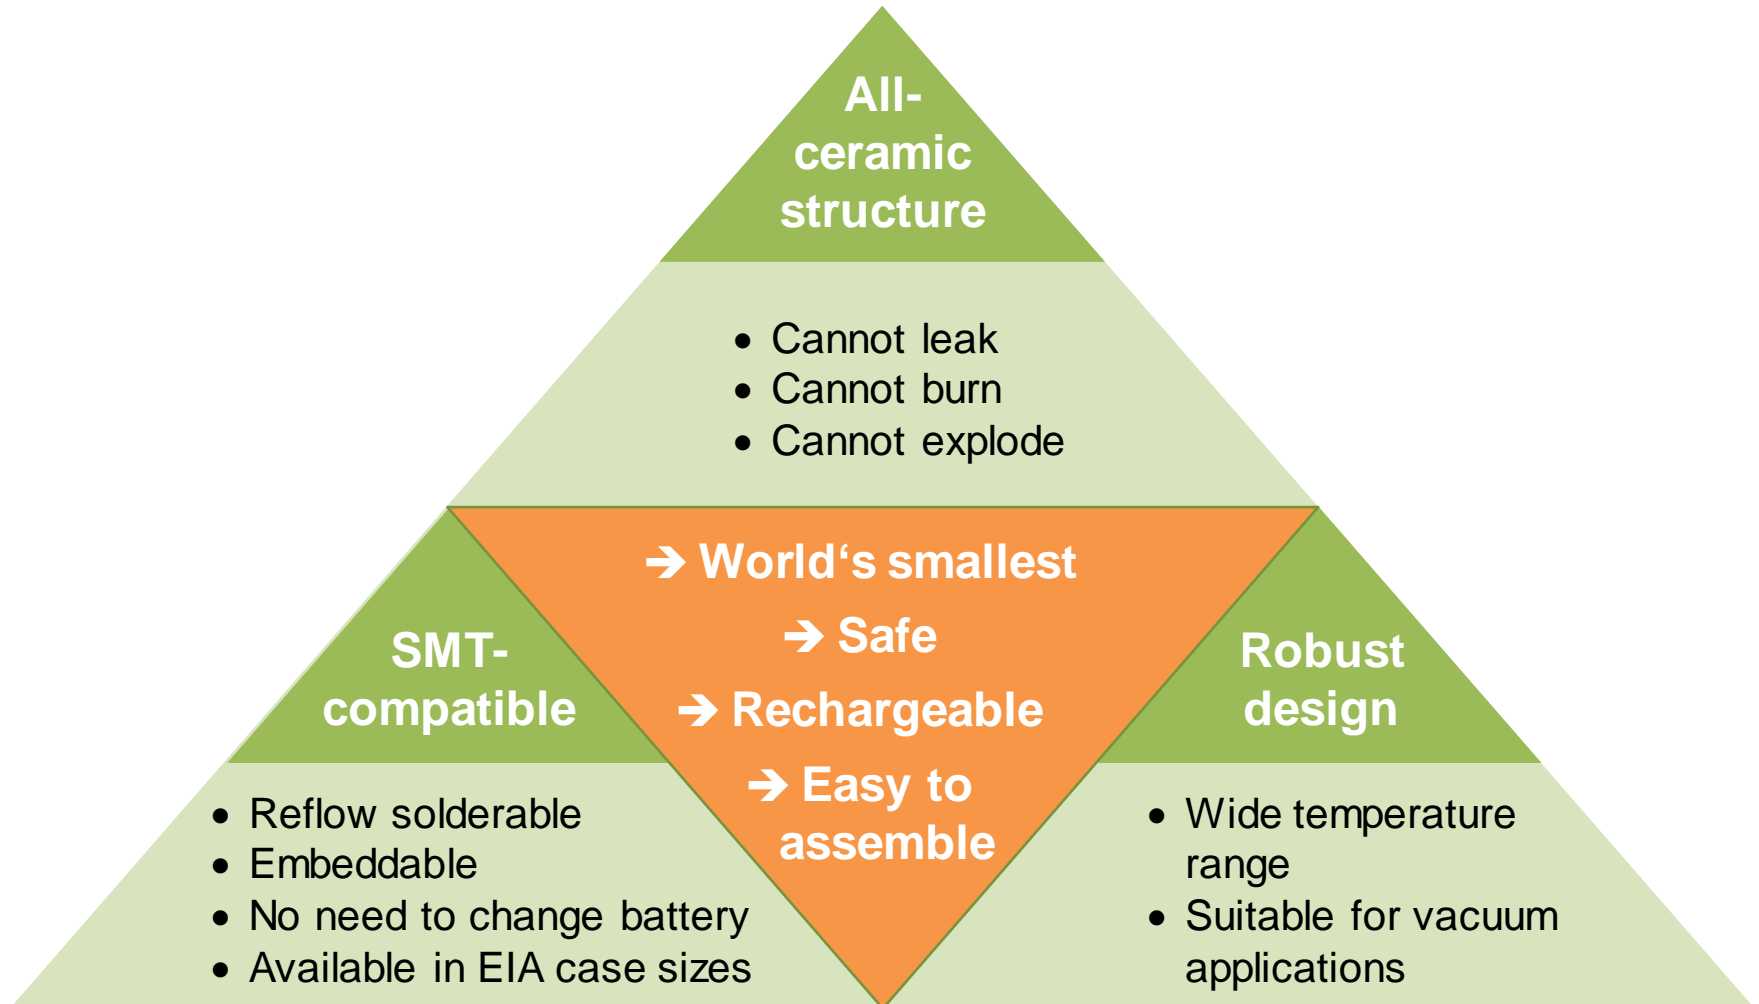 All-
ceramic
structure
• Cannot leak
• Cannot burn
• Cannot explode
➔ World‘s smallest
➔ Safe
➔ Rechargeable
➔ Easy to
assemble
SMT-
compatible
• Reflow solderable
• Embeddable
• No need to change battery
• Available in EIA case sizes
Robust
design
• Wide temperature
range
• Suitable for vacuum
applications